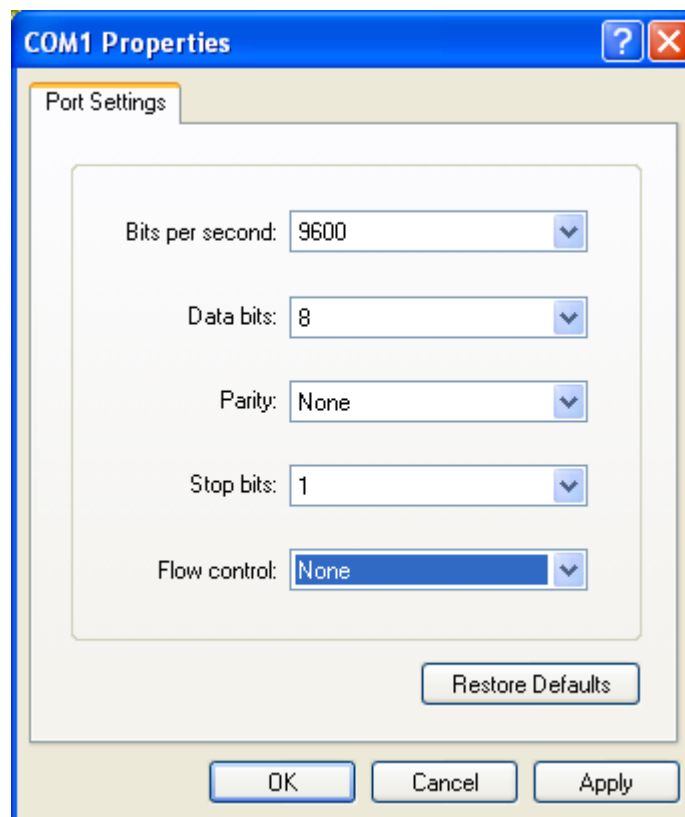 COM1 Properties
Port Settings
Bits per second: 9600
Data bits: 8
Parity: None
Stop bits: 1
Flow control: None
Restore Defaults
OK Cancel Apply